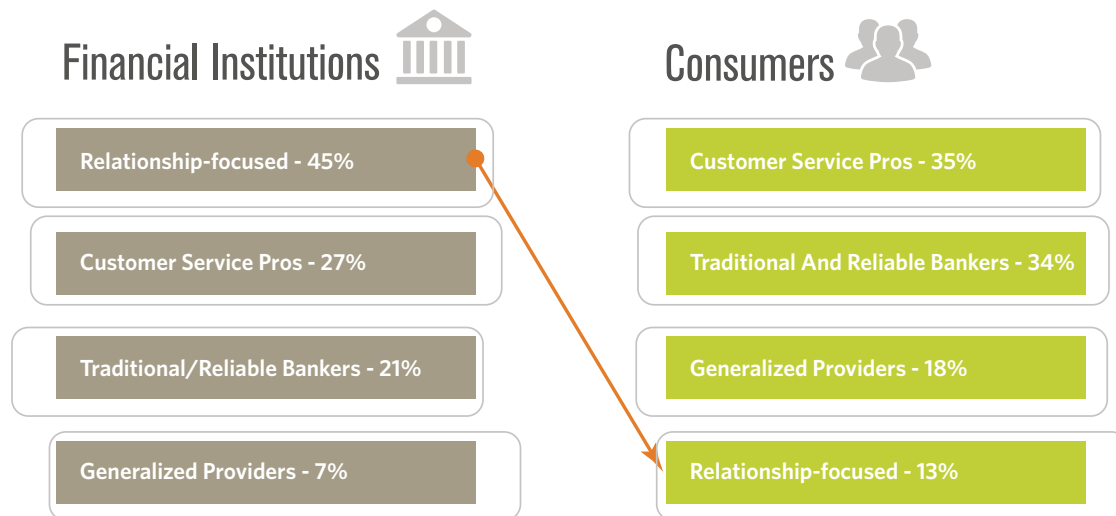 Financial Institutions
Relationship-focused - 45%
Customer Service Pros - 27%
Traditional/Reliable Bankers - 21%
Generalized Providers - 7%
Consumers
Customer Service Pros - 35%
Traditional And Reliable Bankers - 34%
Generalized Providers - 18%
Relationship-focused - 13%